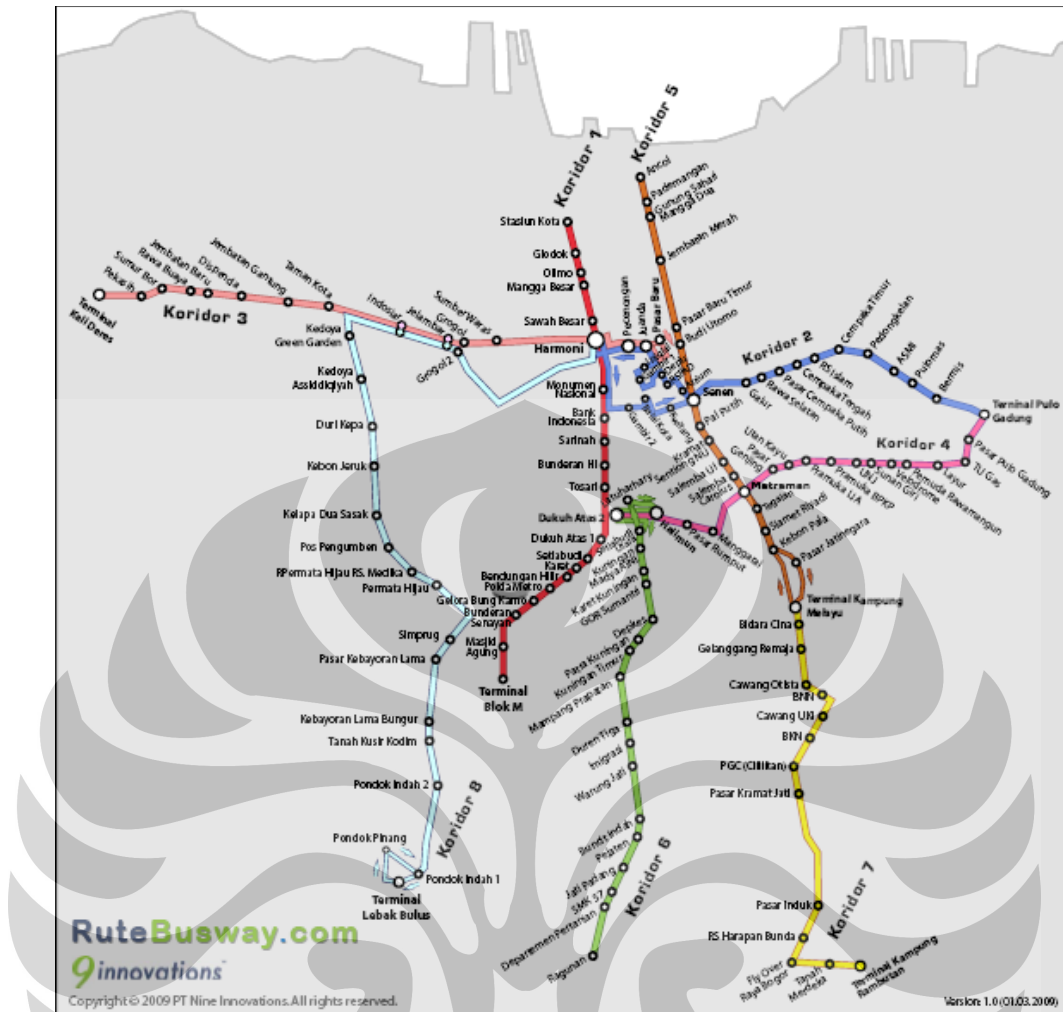 Koridor 1
Koridor 5
Ancol
Pademangan
Gunung Sahari
Mangga Dua
Jembatan Merah
Pasar Baru Timur
Budi Utomo
Stasiun Kota
Glodok
Olimo
Mangga Besar
Sawah Besar
Harmoni
Pecenongan
Juanda
Pasar Baru
Jembatan Gantung
Taman Kota
Dispenda
Jembatan Baru
Rawa Buaya
Sumur Bor
Pekasih
Terminal
Kali Deres
Koridor 3
Indosiar
Jelambar
Grogol
Sumber Waras
Grogol 2
Kedoya
Green Garden
Kedoya
Assiddiqiyah
Duri Kepa
Kebon Jeruk
Kelapa Dua Sasak
Pos Pengumben
RPermata Hijau RS. Medika
Permata Hijau
Simprug
Pasar Kebayoran Lama
Kebayoran Lama Bungur
Tanah Kusir Kodim
Pondok Indah 2
Koridor 8
Pondok Pinang
Pondok Indah 1
Terminal
Lebak Bulus
Monumen
Nasional
Bank
Indonesia
Sarinah
Bunderan HI
Tosari
Dukuh Atas 2
Dukuh Atas 1
Setiabudi
Karet
Bendungan Hilir
Polda Metro
Gelora Bung Karno
Bunderan
Senayan
Masjid
Agung
Terminal
Blok M
Gambir 2
Senen
Koridor 2
Galur
Rawa Selatan
Pasar Cempaka Putih
Cempaka Tengah
RS Islam
Cempaka Timur
Pedongkelan
ASMI
Pulomas
Bermis
Terminal Pulo
Gadung
Koridor 4
Pasar Pulo Gadung
TU Gas
Layur
Pemuda Rawamangun
Velodrome
Sunan Giri
UNJ
Pramuka BPKP
Pramuka LIA
Utan Kayu
Pasar
Genjing
Matraman
Manggarai
Pasar Rumput
Halimun
Pal Putih
Kramat
Sentiong NU
Salemba UI
Salemba
Carolus
Tegalan
Slamet Riyadi
Kebon Pala
Pasar Jatinegara
Terminal Kampung
Melayu
Bidara Cina
Gelanggang Remaja
Cawang Otista
BNN
Cawang UKI
BKN
PGC (Cililitan)
Pasar Kramat Jati
Pasar Induk
Koridor 7
RS Harapan Bunda
Fly Over
Raya Bogor
Tanah
Merdeka
Terminal Kampung
Rambutan
Karet Kuningan
GOR Sumantri
Depkes
Patra Kuningan
Kuningan Timur
Mampang Prapatan
Duren Tiga
Imigrasi
Warung Jati
Buncit Indah
Pejaten
Jati Padang
SMK 57
Departemen Pertanian
Ragunan
Koridor 6
RuteBusway.com
9 innovations
Copyright © 2009 PT Nine Innovations. All rights reserved.
Version: 1.0 (01.03.2009)